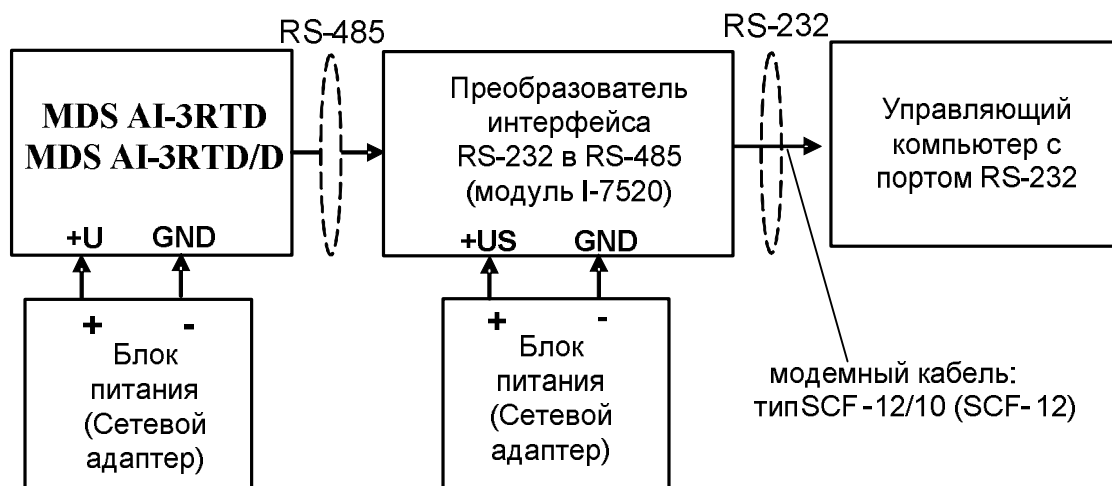 RS-485
RS-232
MDS AI-3RTD
MDS AI-3RTD/D
+U GND
Преобразователь
интерфейса
RS-232 в RS-485
(модуль I-7520)
+US GND
Управляющий
компьютер с
портом RS-232
+ -
Блок
питания
(Сетевой
адаптер)
+ -
Блок
питания
(Сетевой
адаптер)
модемный кабель:
тип SCF-12/10 (SCF-12)